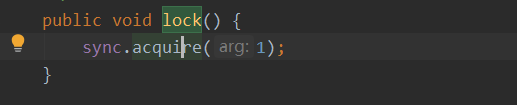 public void lock() {
sync.acquire( arg: 1);
}